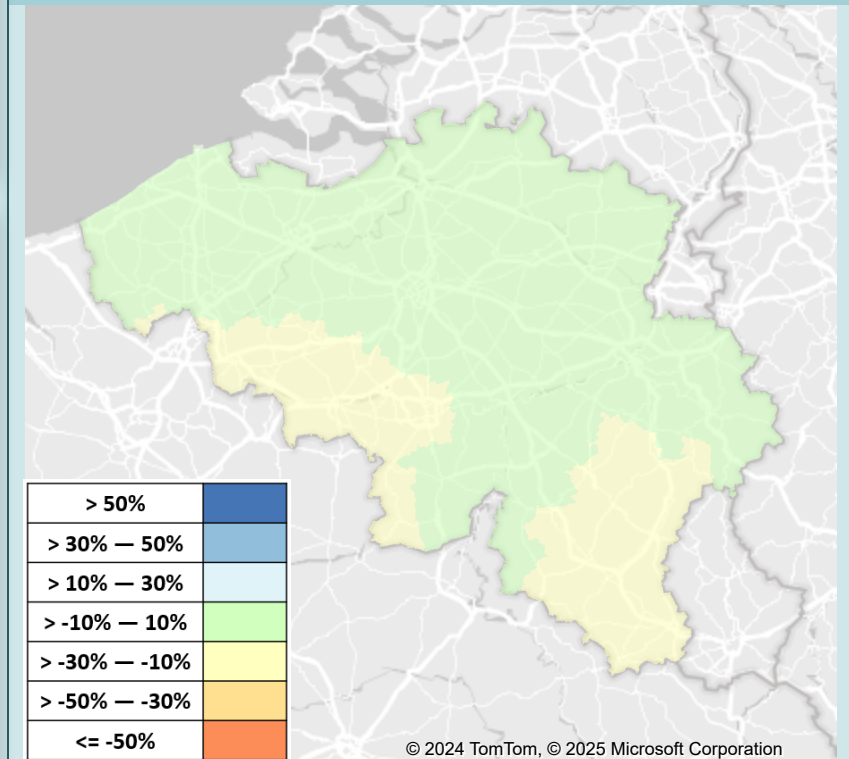 > 50%
> 30% — 50%
> 10% — 30%
> -10% — 10%
> -30% — -10%
> -50% — -30%
<= -50%
© 2024 TomTom, © 2025 Microsoft Corporation